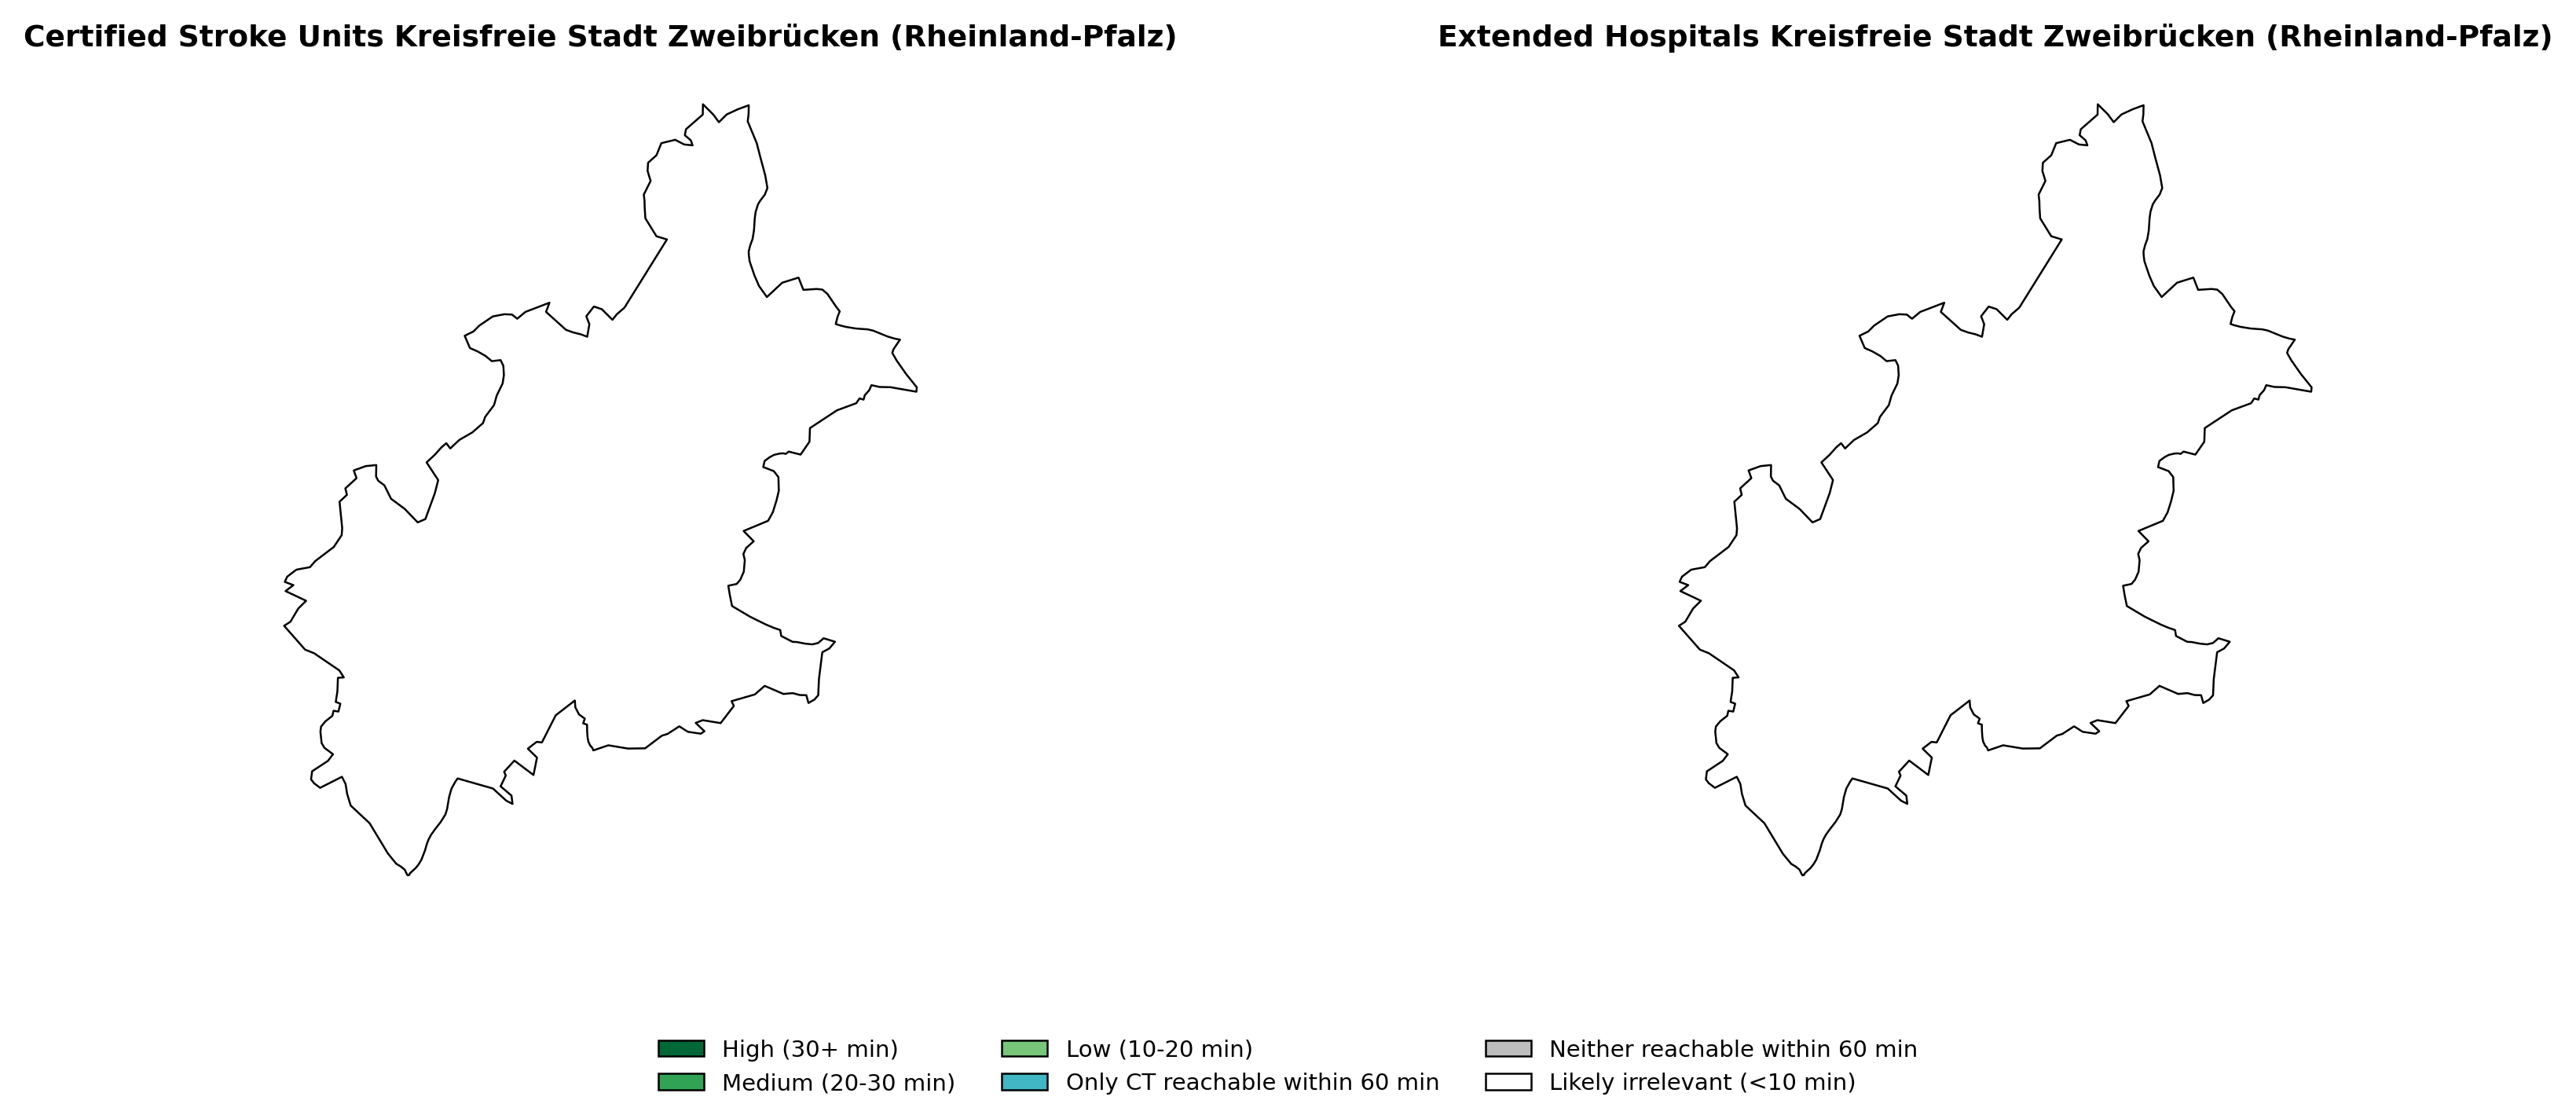 Certified Stroke Units Kreisfreie Stadt Zweibrücken (Rheinland-Pfalz)
Extended Hospitals Kreisfreie Stadt Zweibrücken (Rheinland-Pfalz)
High (30+ min)
Medium (20-30 min)
Low (10-20 min)
Only CT reachable within 60 min
Neither reachable within 60 min
Likely irrelevant (<10 min)